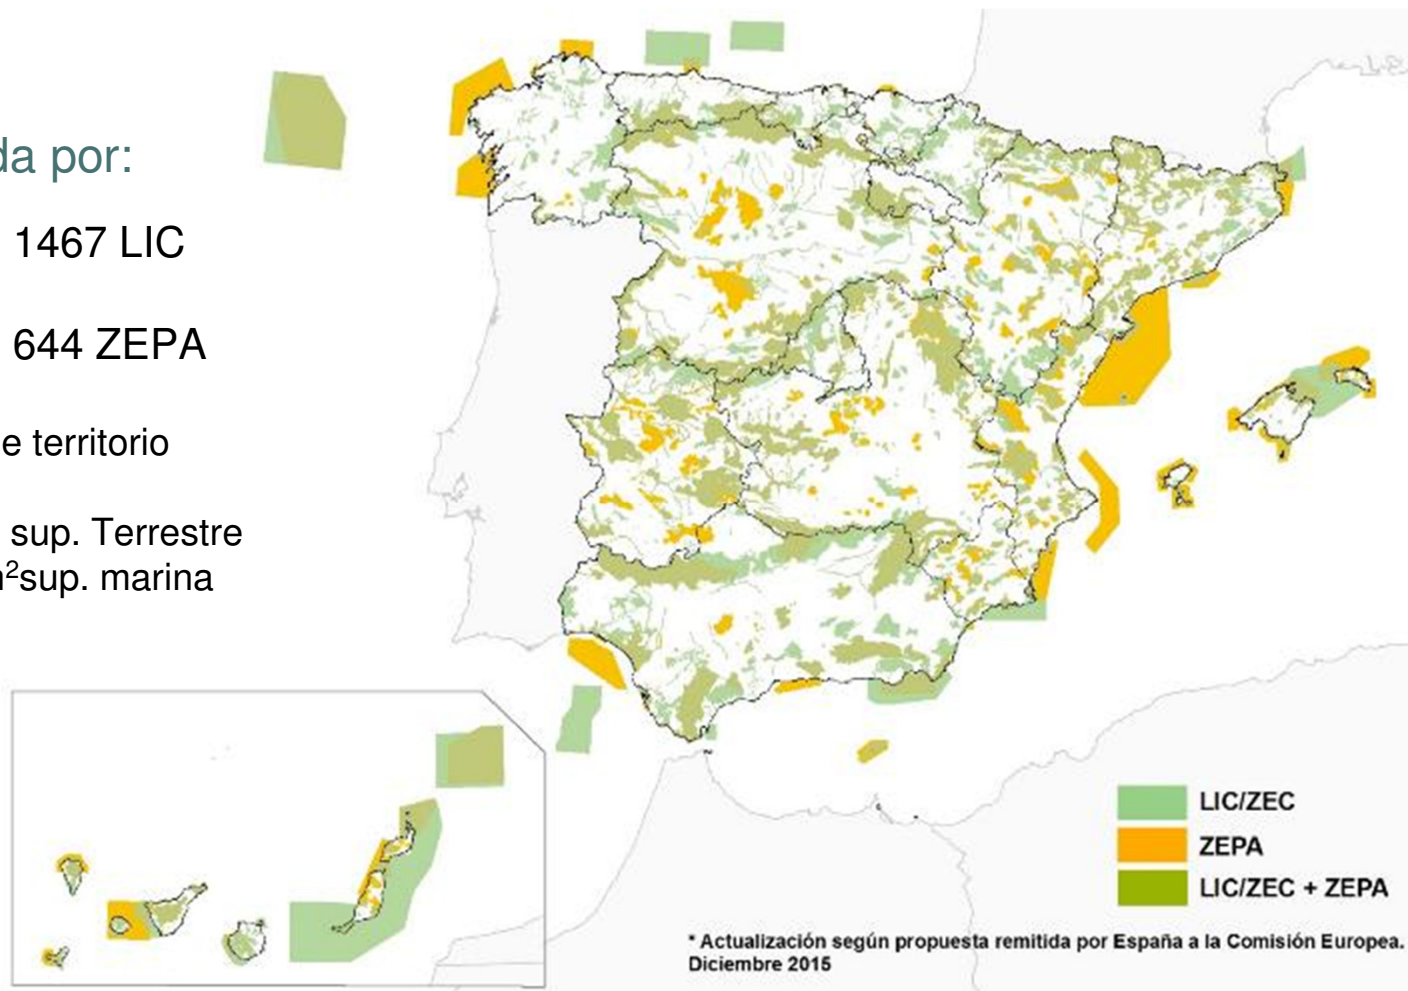 da por:
1467 LIC
644 ZEPA
e territorio
sup. Terrestre
²sup. marina
LIC/ZEC
ZEPA
LIC/ZEC + ZEPA
* Actualización según propuesta remitida por España a la Comisión Europea.
Diciembre 2015